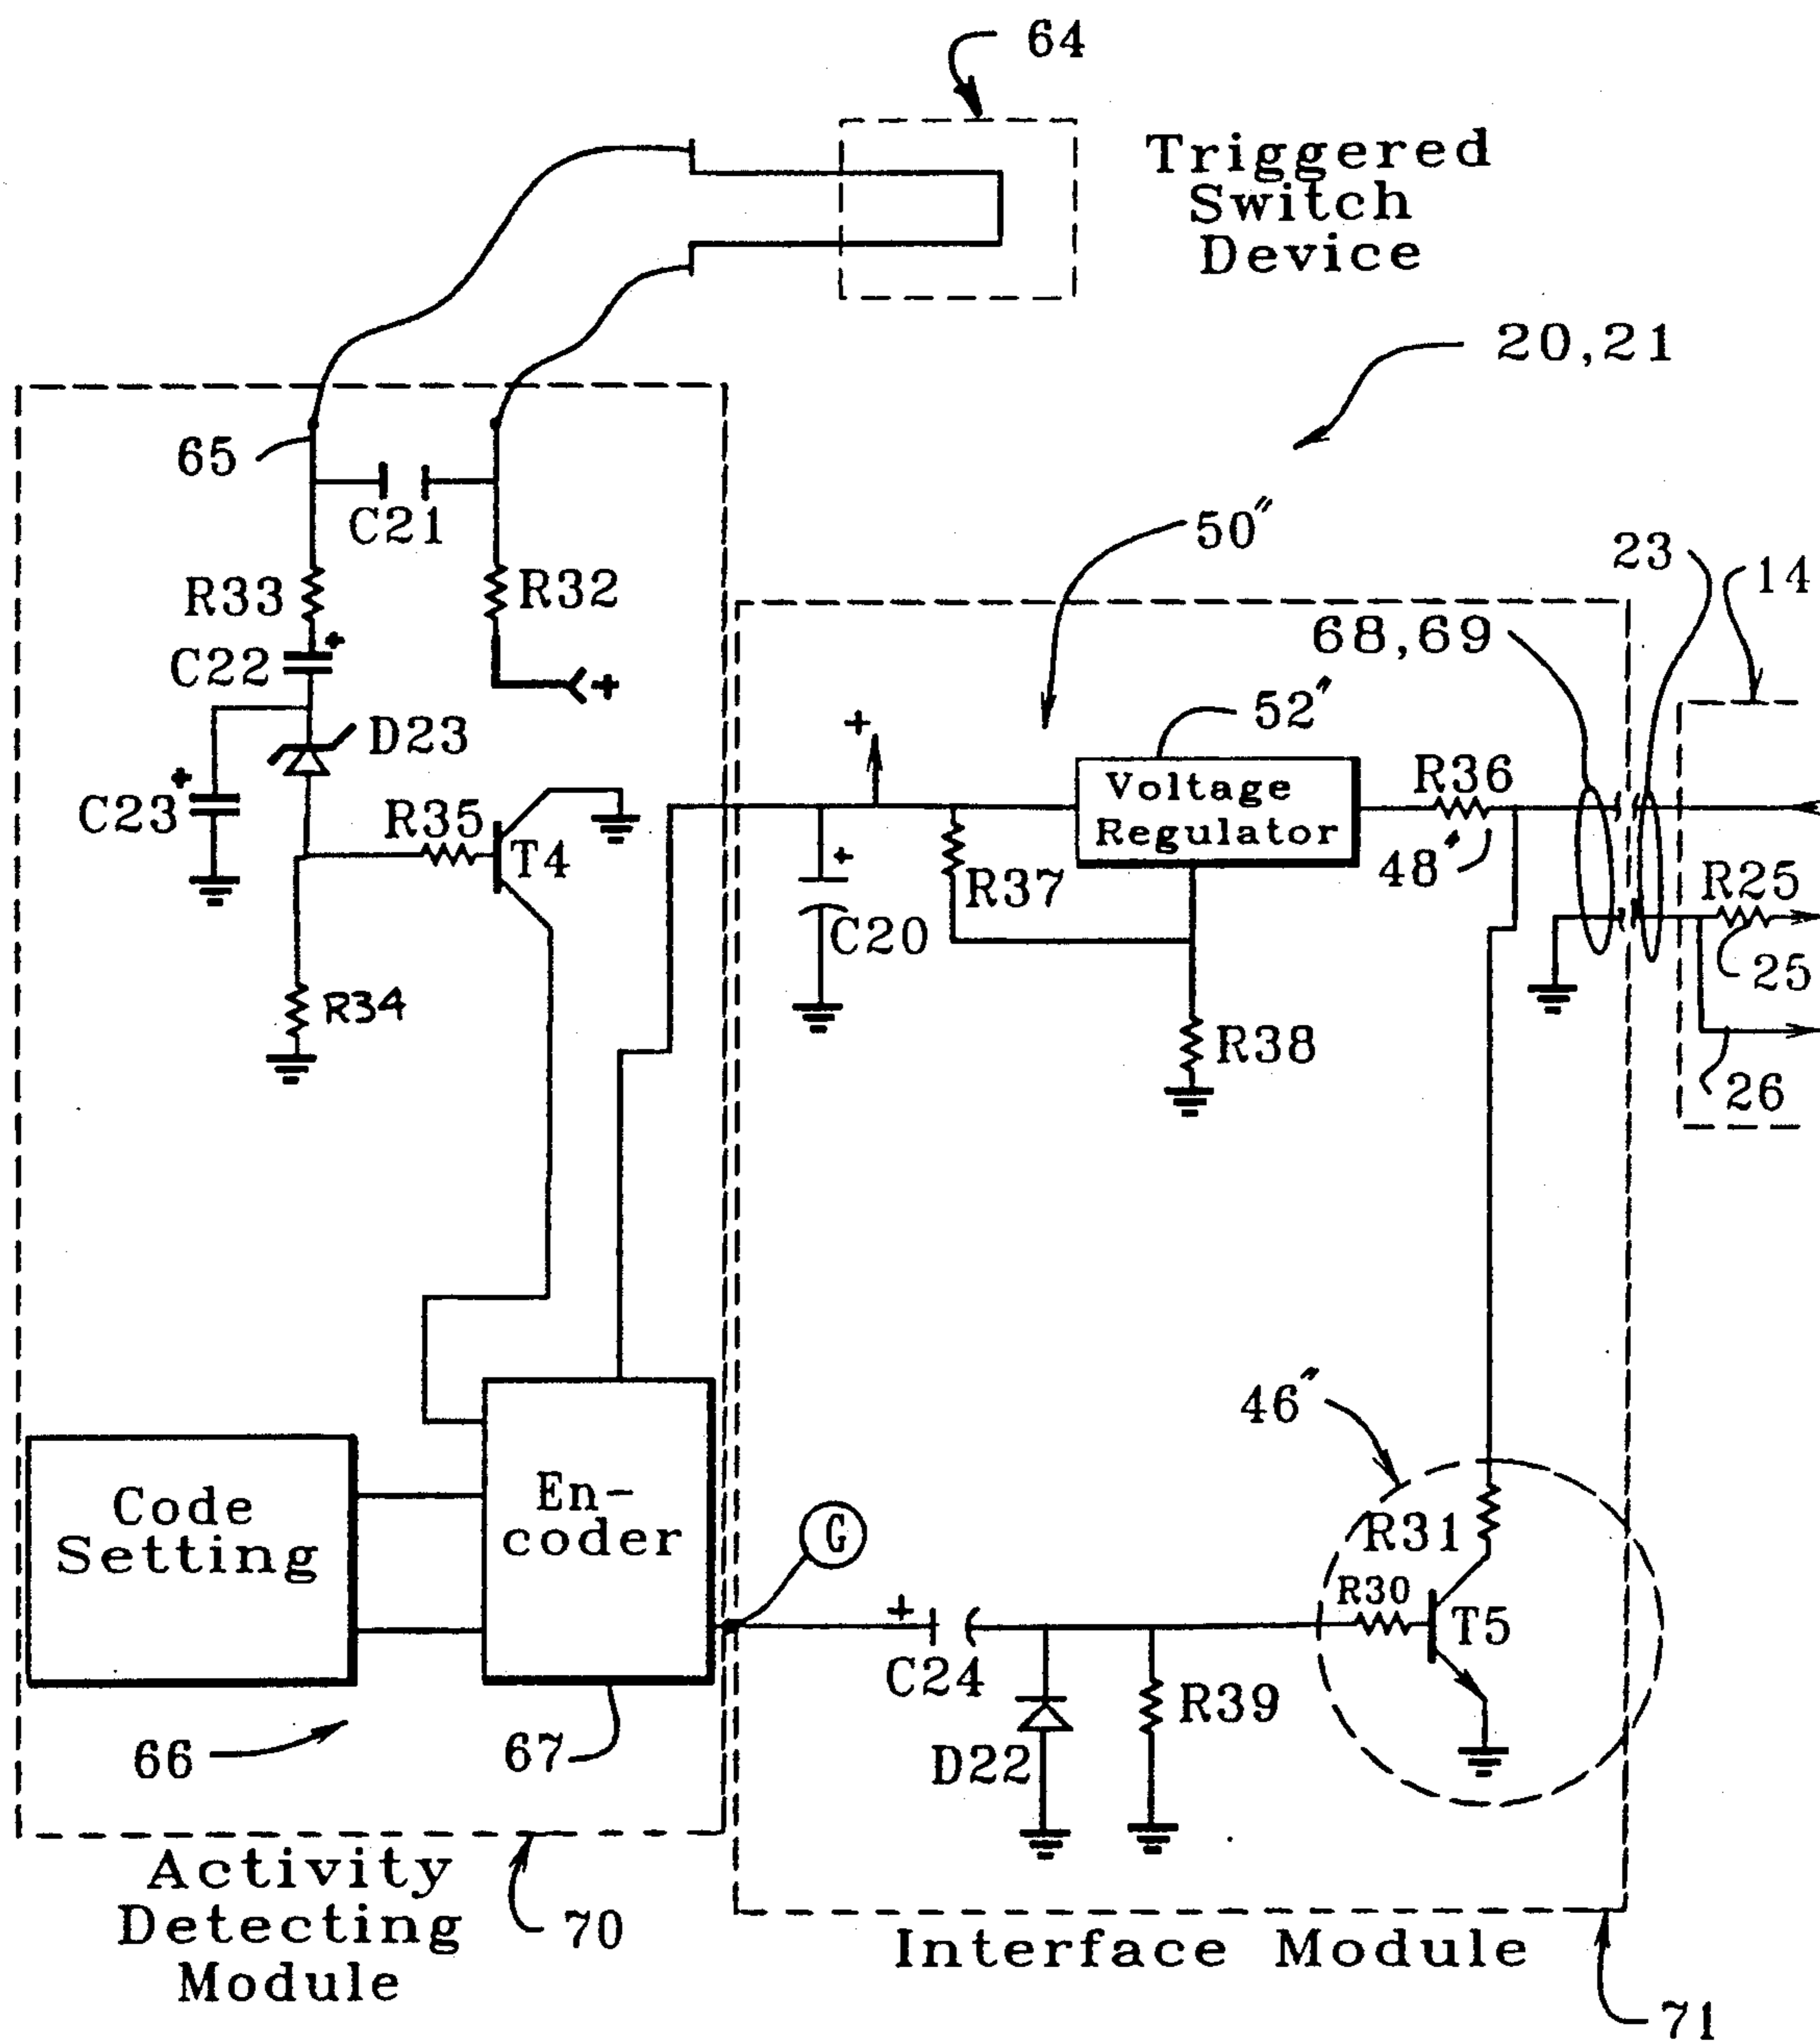 64
Triggered
Switch
Device
20,21
65
C21
50"
23
14
R33
R32
68,69
C22
+
+
52"
D23
+
+
C23
R35
T4
Voltage
Regulator
R36
48'
+
R37
C20
R25
25
R34
R38
26
46"
Code
Setting
En-
coder
G
R31
R30
T5
+
C24
R39
D22
66
67
Activity
Detecting
Module
70
Interface Module
71